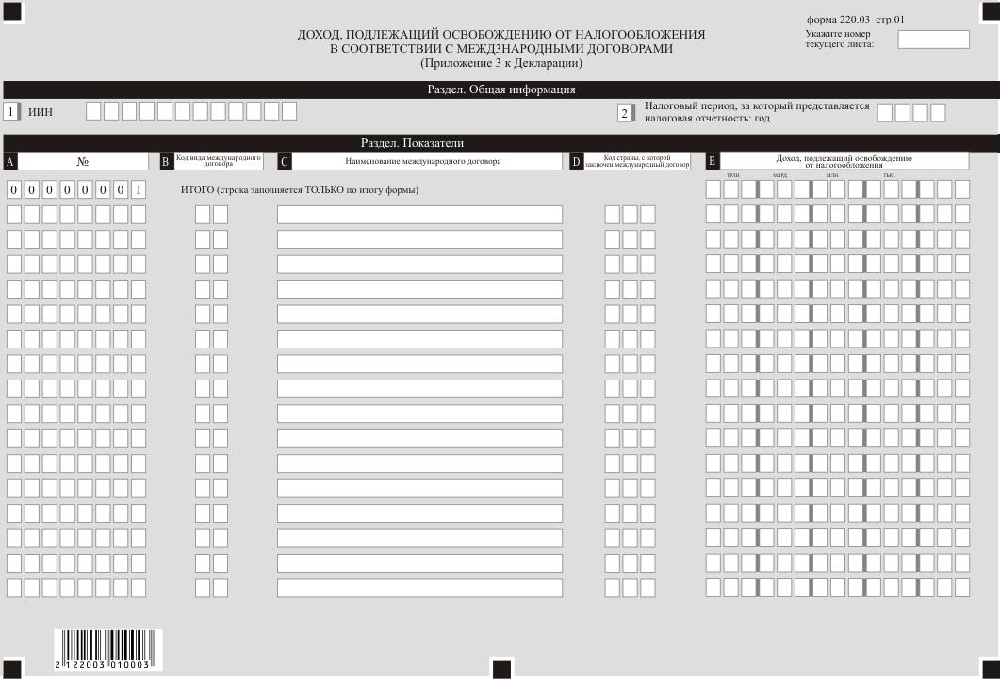 форма 220.03 стр.01
ДОХОД, ПОДЛЕЖАЩИЙ ОСВОБОЖДЕНИЮ ОТ НАЛОГООБЛОЖЕНИЯ
В СООТВЕТСТВИИ С МЕЖДЗНАРОДНЫМИ ДОГОВОРАМИ
(Приложение 3 к Декларации)
Укажите номер
текущего листа:
Раздел. Общая информация
1 ИИН
2 Налоговый период, за который представляется
налоговая отчетность: год
Раздел. Показатели
A №
B Код вида международного
договора
C Наименование международного договора
D Код страны, с которой
заключен международный договор
E Доход, подлежащий освобождению
от налогообложения
ТРЛН. МЛРД. МЛН. ТЫС.
0 0 0 0 0 0 0 1 ИТОГО (строка заполняется ТОЛЬКО по итогу формы)
2 122003 010003